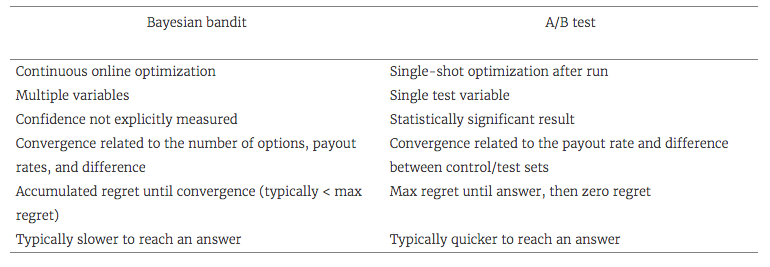 Bayesian bandit A/B test
Continuous online optimization Single-shot optimization after run
Multiple variables Single test variable
Confidence not explicitly measured Statistically significant result
Convergence related to the number of options, payout Convergence related to the payout rate and difference
rates, and difference between control/test sets
Accumulated regret until convergence (typically < max Max regret until answer, then zero regret
regret)
Typically slower to reach an answer Typically quicker to reach an answer